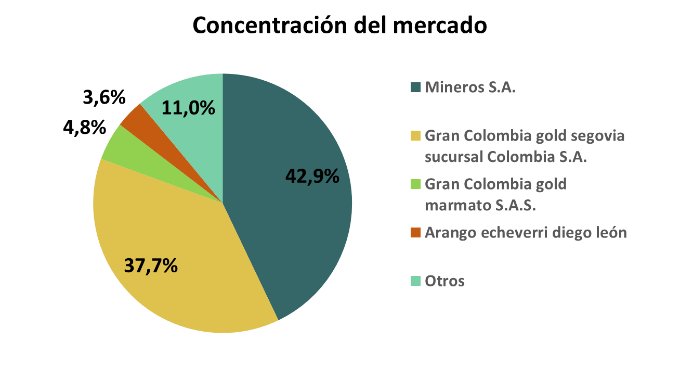 Concentración del mercado
3,6%
11,0%
4,8%
42,9%
37,7%
Mineros S.A.
Gran Colombia gold segovia
sucursal Colombia S.A.
Gran Colombia gold
marmato S.A.S.
Arango echeverri diego león
Otros